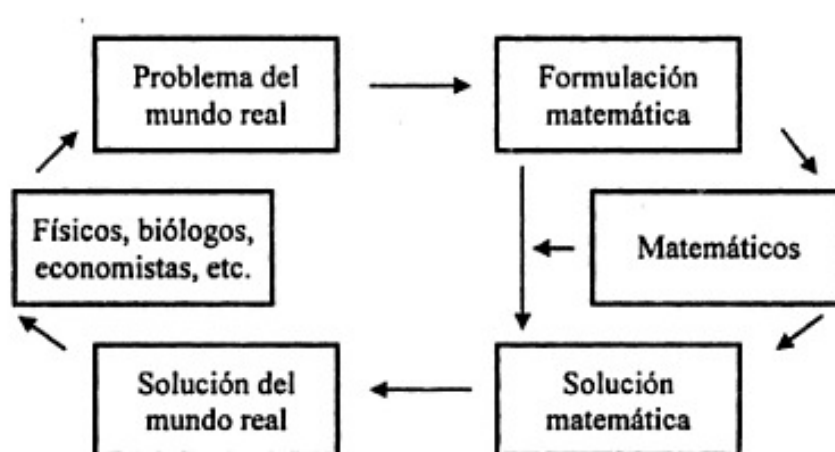 Problema del
mundo real
Formulación
matemática
Físicos, biólogos,
economistas, etc.
Matemáticos
Solución del
mundo real
Solución
matemática